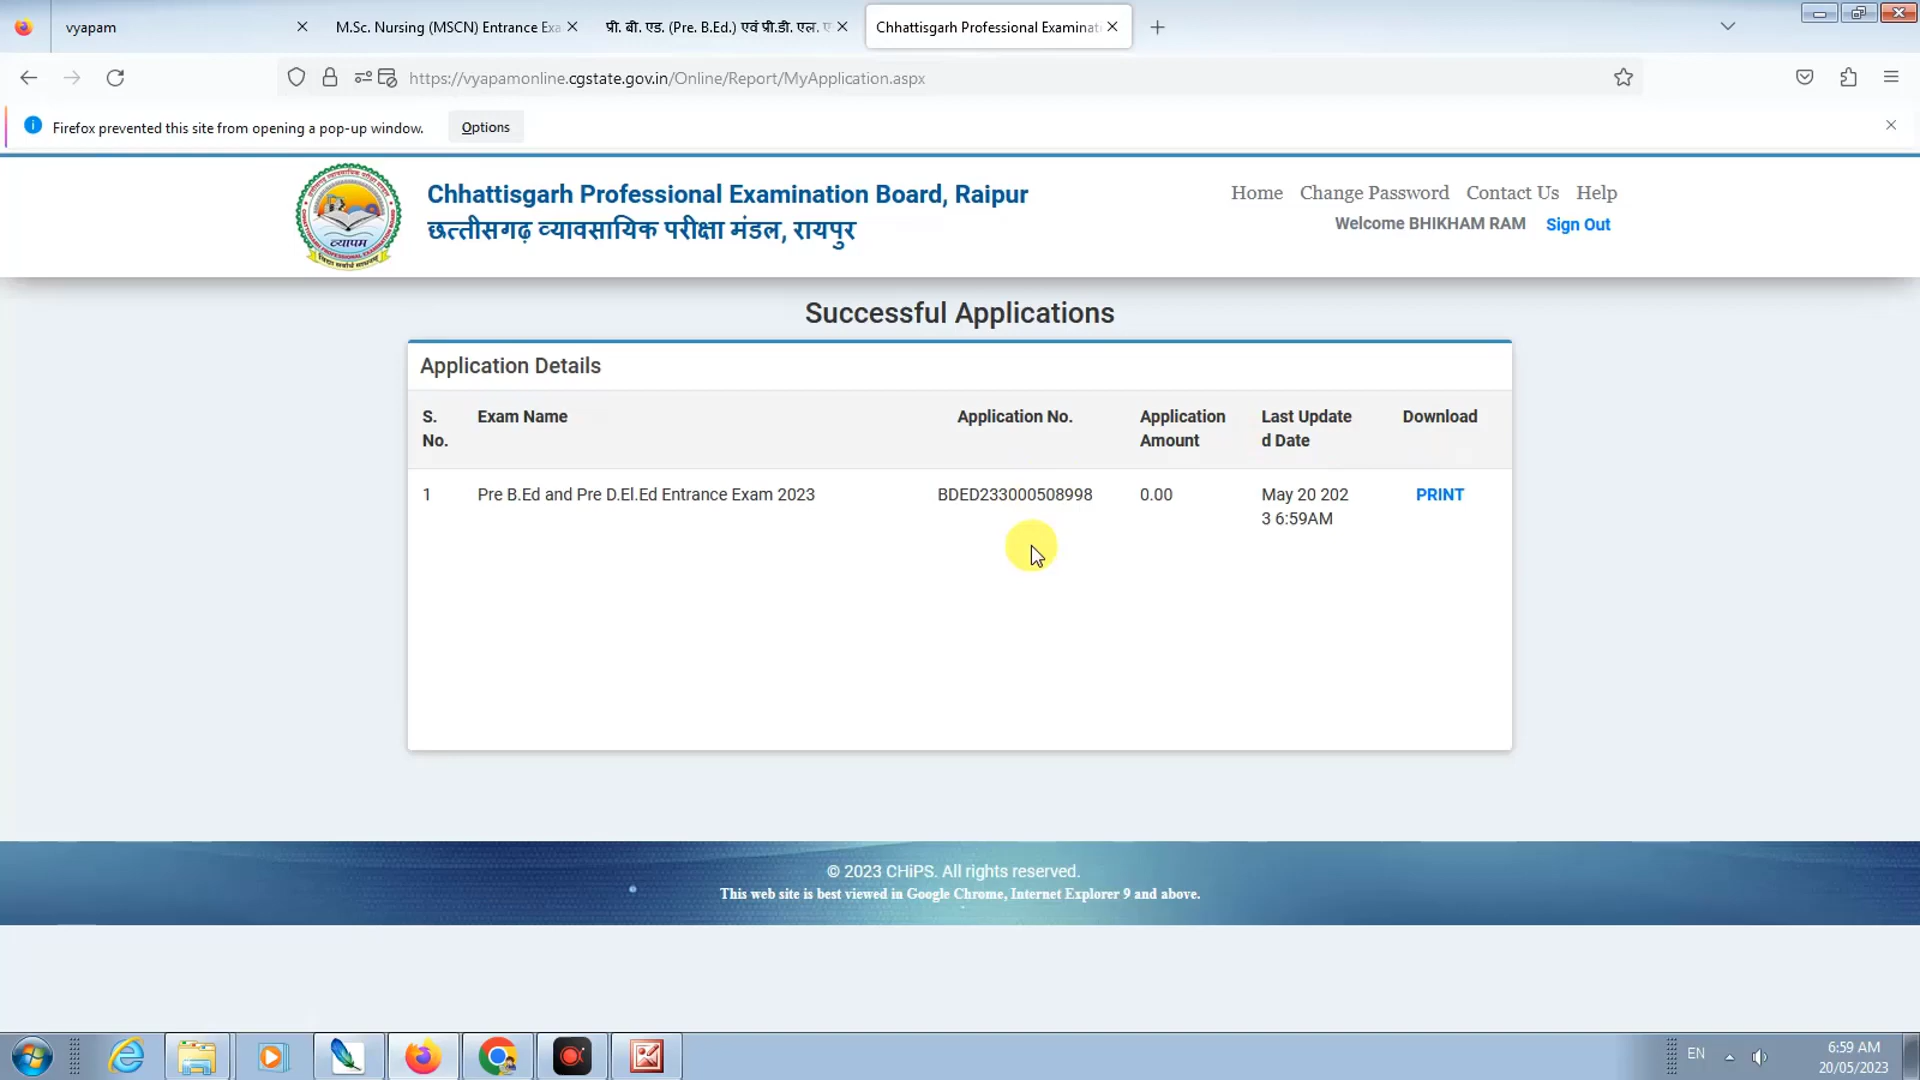 vyapam
M.Sc. Nursing (MSCN) Entrance Exa
प्री. बी. एड. (Pre. B.Ed.) एवं प्री.डी. एल. ए
Chhattisgarh Professional Examinat
https://vyapamonline.cgstate.gov.in/Online/Report/MyApplication.aspx
Firefox prevented this site from opening a pop-up window.
Options
व्यापम
Chhattisgarh Professional Examination Board, Raipur
छत्तीसगढ़ व्यावसायिक परीक्षा मंडल, रायपुर
Home Change Password Contact Us Help
Welcome BHIKHAM RAM Sign Out
Successful Applications
Application Details
S. No. Exam Name Application No. Application Amount Last Update d Date Download
1 Pre B.Ed and Pre D.El.Ed Entrance Exam 2023 BDED233000508998 0.00 May 20 202 3 6:59AM PRINT
© 2023 CHiPS. All rights reserved.
This web site is best viewed in Google Chrome, Internet Explorer 9 and above.
EN
6:59 AM
20/05/2023